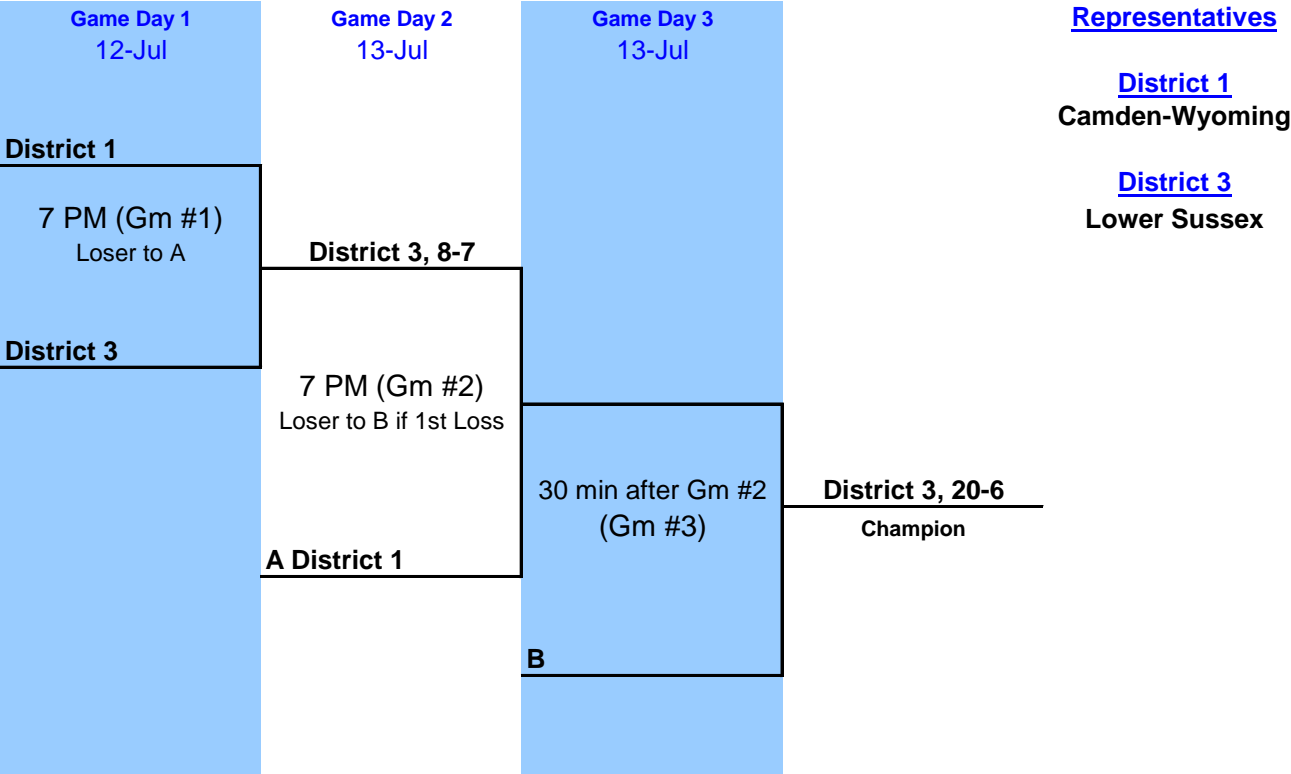 Game Day 1
12-Jul
Game Day 2
13-Jul
Game Day 3
13-Jul
Representatives
District 1
Camden-Wyoming
District 3
Lower Sussex
District 1
7 PM (Gm #1)
Loser to A
District 3
District 3, 8-7
7 PM (Gm #2)
Loser to B if 1st Loss
A District 1
30 min after Gm #2
(Gm #3)
B
District 3, 20-6
Champion